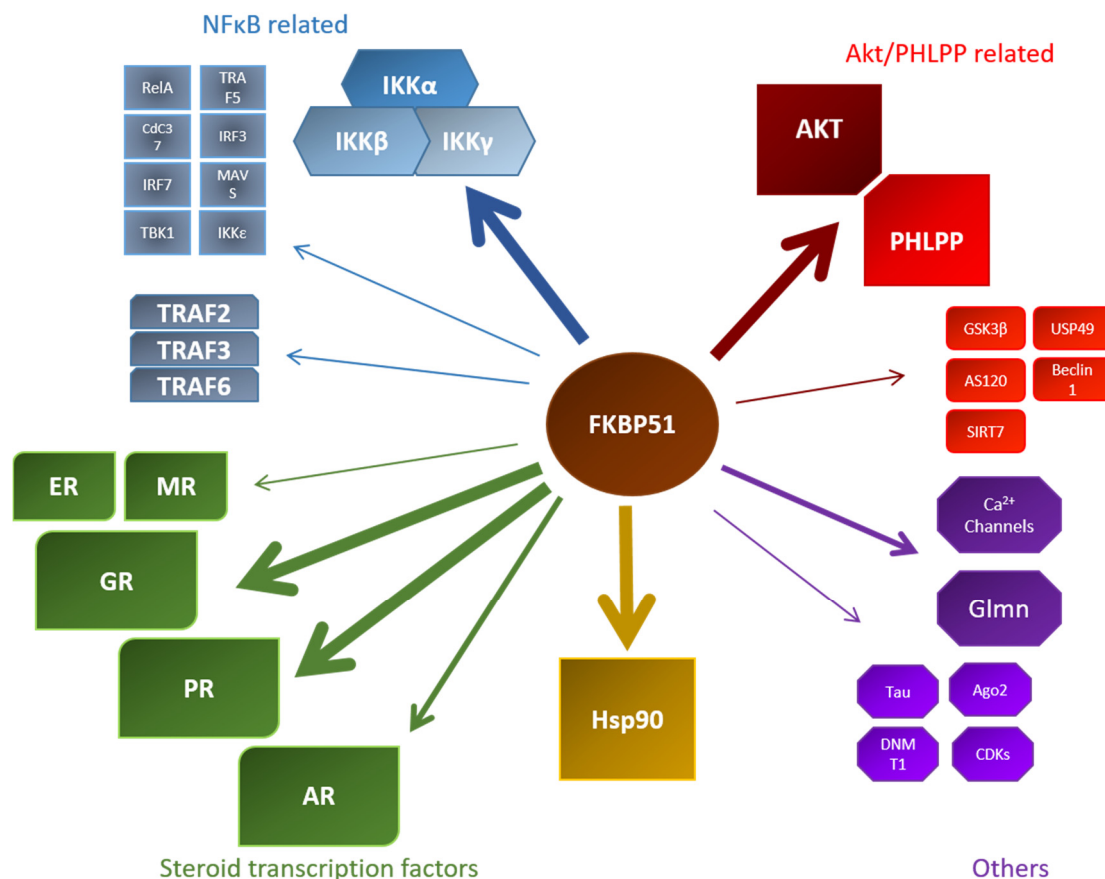 NFκB related
Akt/PHLPP related
RelA
TRA
F5
CdC3
7
IRF3
IRF7
MAV
S
TBK1
IKKε
IKKα
IKKβ
IKKγ
AKT
PHLPP
TRAF2
TRAF3
TRAF6
GSK3β
USP49
AS120
Beclin
1
SIRT7
FKBP51
ER
MR
GR
PR
AR
Hsp90
Ca²⁺
Channels
Glmn
Tau
Ago2
DNM
T1
CDKs
Steroid transcription factors
Others